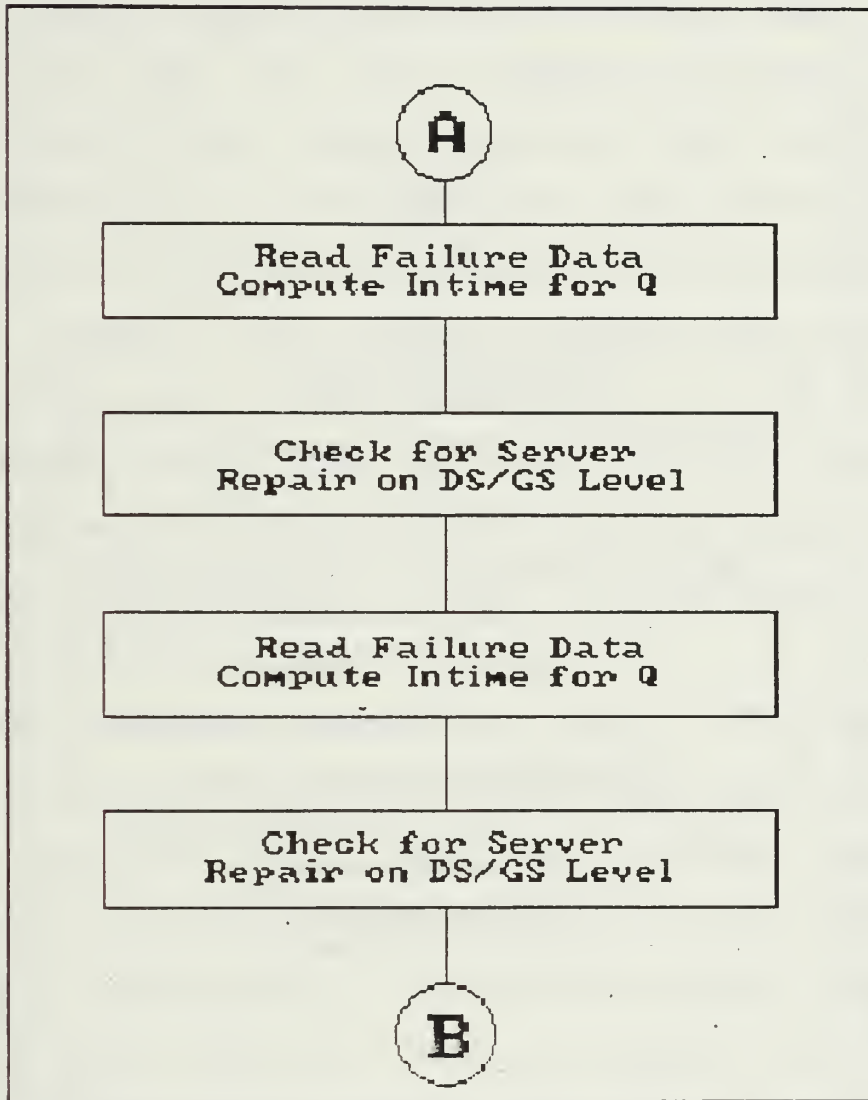 A
Read Failure Data
Compute Intime for Q
Check for Server
Repair on DS/GS Level
Read Failure Data
Compute Intime for Q
Check for Server
Repair on DS/GS Level
B